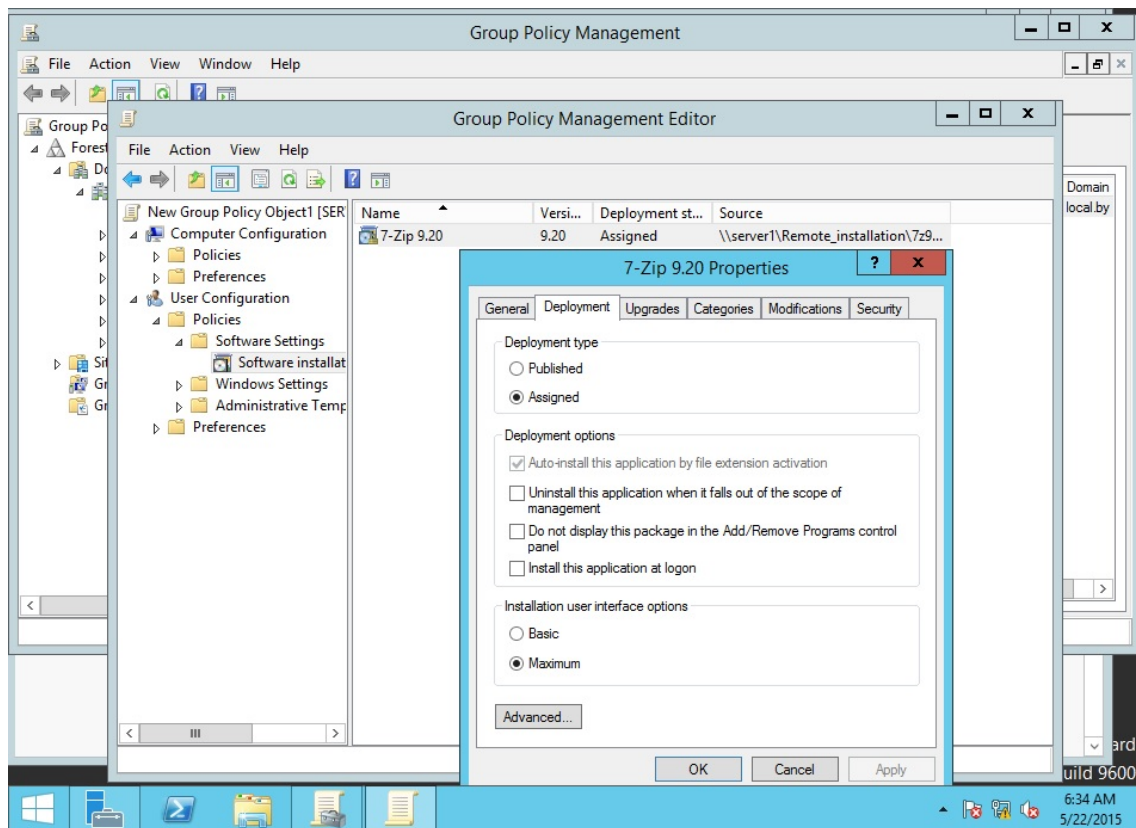 Group Policy Management
File Action View Window Help
Group Po
Forest
Do
Domain
local.by
Sit
Gr
Gr
Group Policy Management Editor
File Action View Help
New Group Policy Object1 [SER
Computer Configuration
Policies
Preferences
User Configuration
Policies
Software Settings
Software installat
Windows Settings
Administrative Temp
Preferences
Name Versi... Deployment st... Source
7-Zip 9.20 9.20 Assigned \\server1\Remote_installation\7z9...
7-Zip 9.20 Properties
General Deployment Upgrades Categories Modifications Security
Deployment type
Published
Assigned
Deployment options
Auto-install this application by file extension activation
Uninstall this application when it falls out of the scope of
management
Do not display this package in the Add/Remove Programs control
panel
Install this application at logon
Installation user interface options
Basic
Maximum
Advanced...
OK Cancel Apply
ard
uild 9600
6:34 AM
5/22/2015